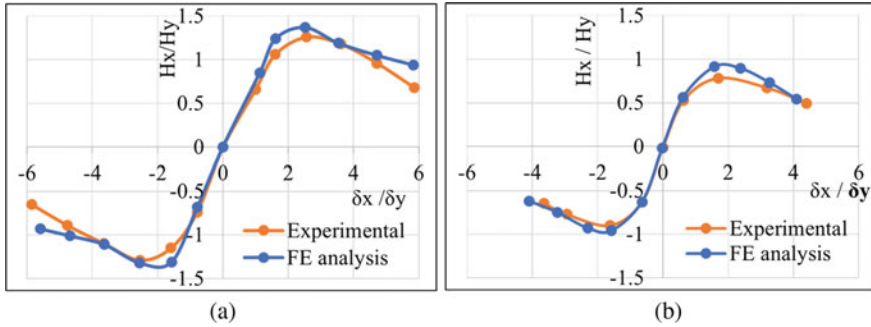 1.5
1
0.5
0
-0.5
-1
-1.5
-6
-4
-2
0
2
4
6
Hx/Hy
δx /δy
Experimental
FE analysis
(a)
1.5
1
0.5
0
-0.5
-1
-1.5
-6
-4
-2
0
2
4
6
Hx / Hy
δx / δy
Experimental
FE analysis
(b)